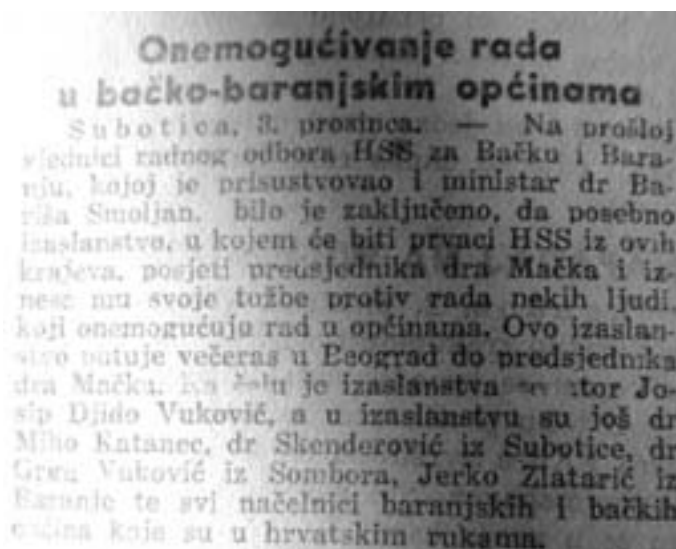 Onemogućivanje rada
u bačko-baranjskim općinama
Subotica, 3. prosinca. — Na prošloj
sjednici radnog odbora HSS za Bačku i Bara-
nju, kojoj je prisustvovao i ministar dr Ba-
riša Smoljan, bilo je zaključeno, da posebno
izaslanstvo, u kojem će biti prvaci HSS iz ovih
krajeva, posjeti predsjednika dra Mačka i iz-
nese mu svoje tužbe protiv rada nekih ljudi,
koji onemogućuju rad u općinama. Ovo izaslan-
stvo putuje večeras u Beograd do predsjednika
dra Mačku. Na čelu je izaslanstva senator Jo-
sip Djido Vuković, a u izaslanstvu su još dr
Miho Katanec, dr Skenderović iz Subotice, dr
Grga Vuković iz Sombora, Jerko Zlatarić iz
Baranje te svi načelnici baranjskih i bačkih
općina koje su u hrvatskim rukama.